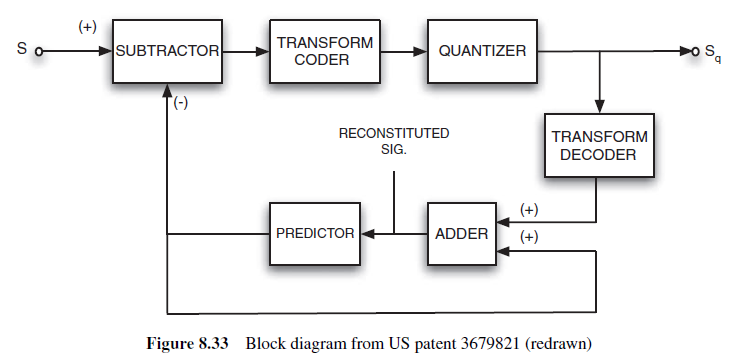 (+)
S
SUBTRACTOR
TRANSFORM
CODER
QUANTIZER
Sq
(-)
RECONSTITUTED
SIG.
TRANSFORM
DECODER
(+)
PREDICTOR
ADDER
(+)
Figure 8.33 Block diagram from US patent 3679821 (redrawn)